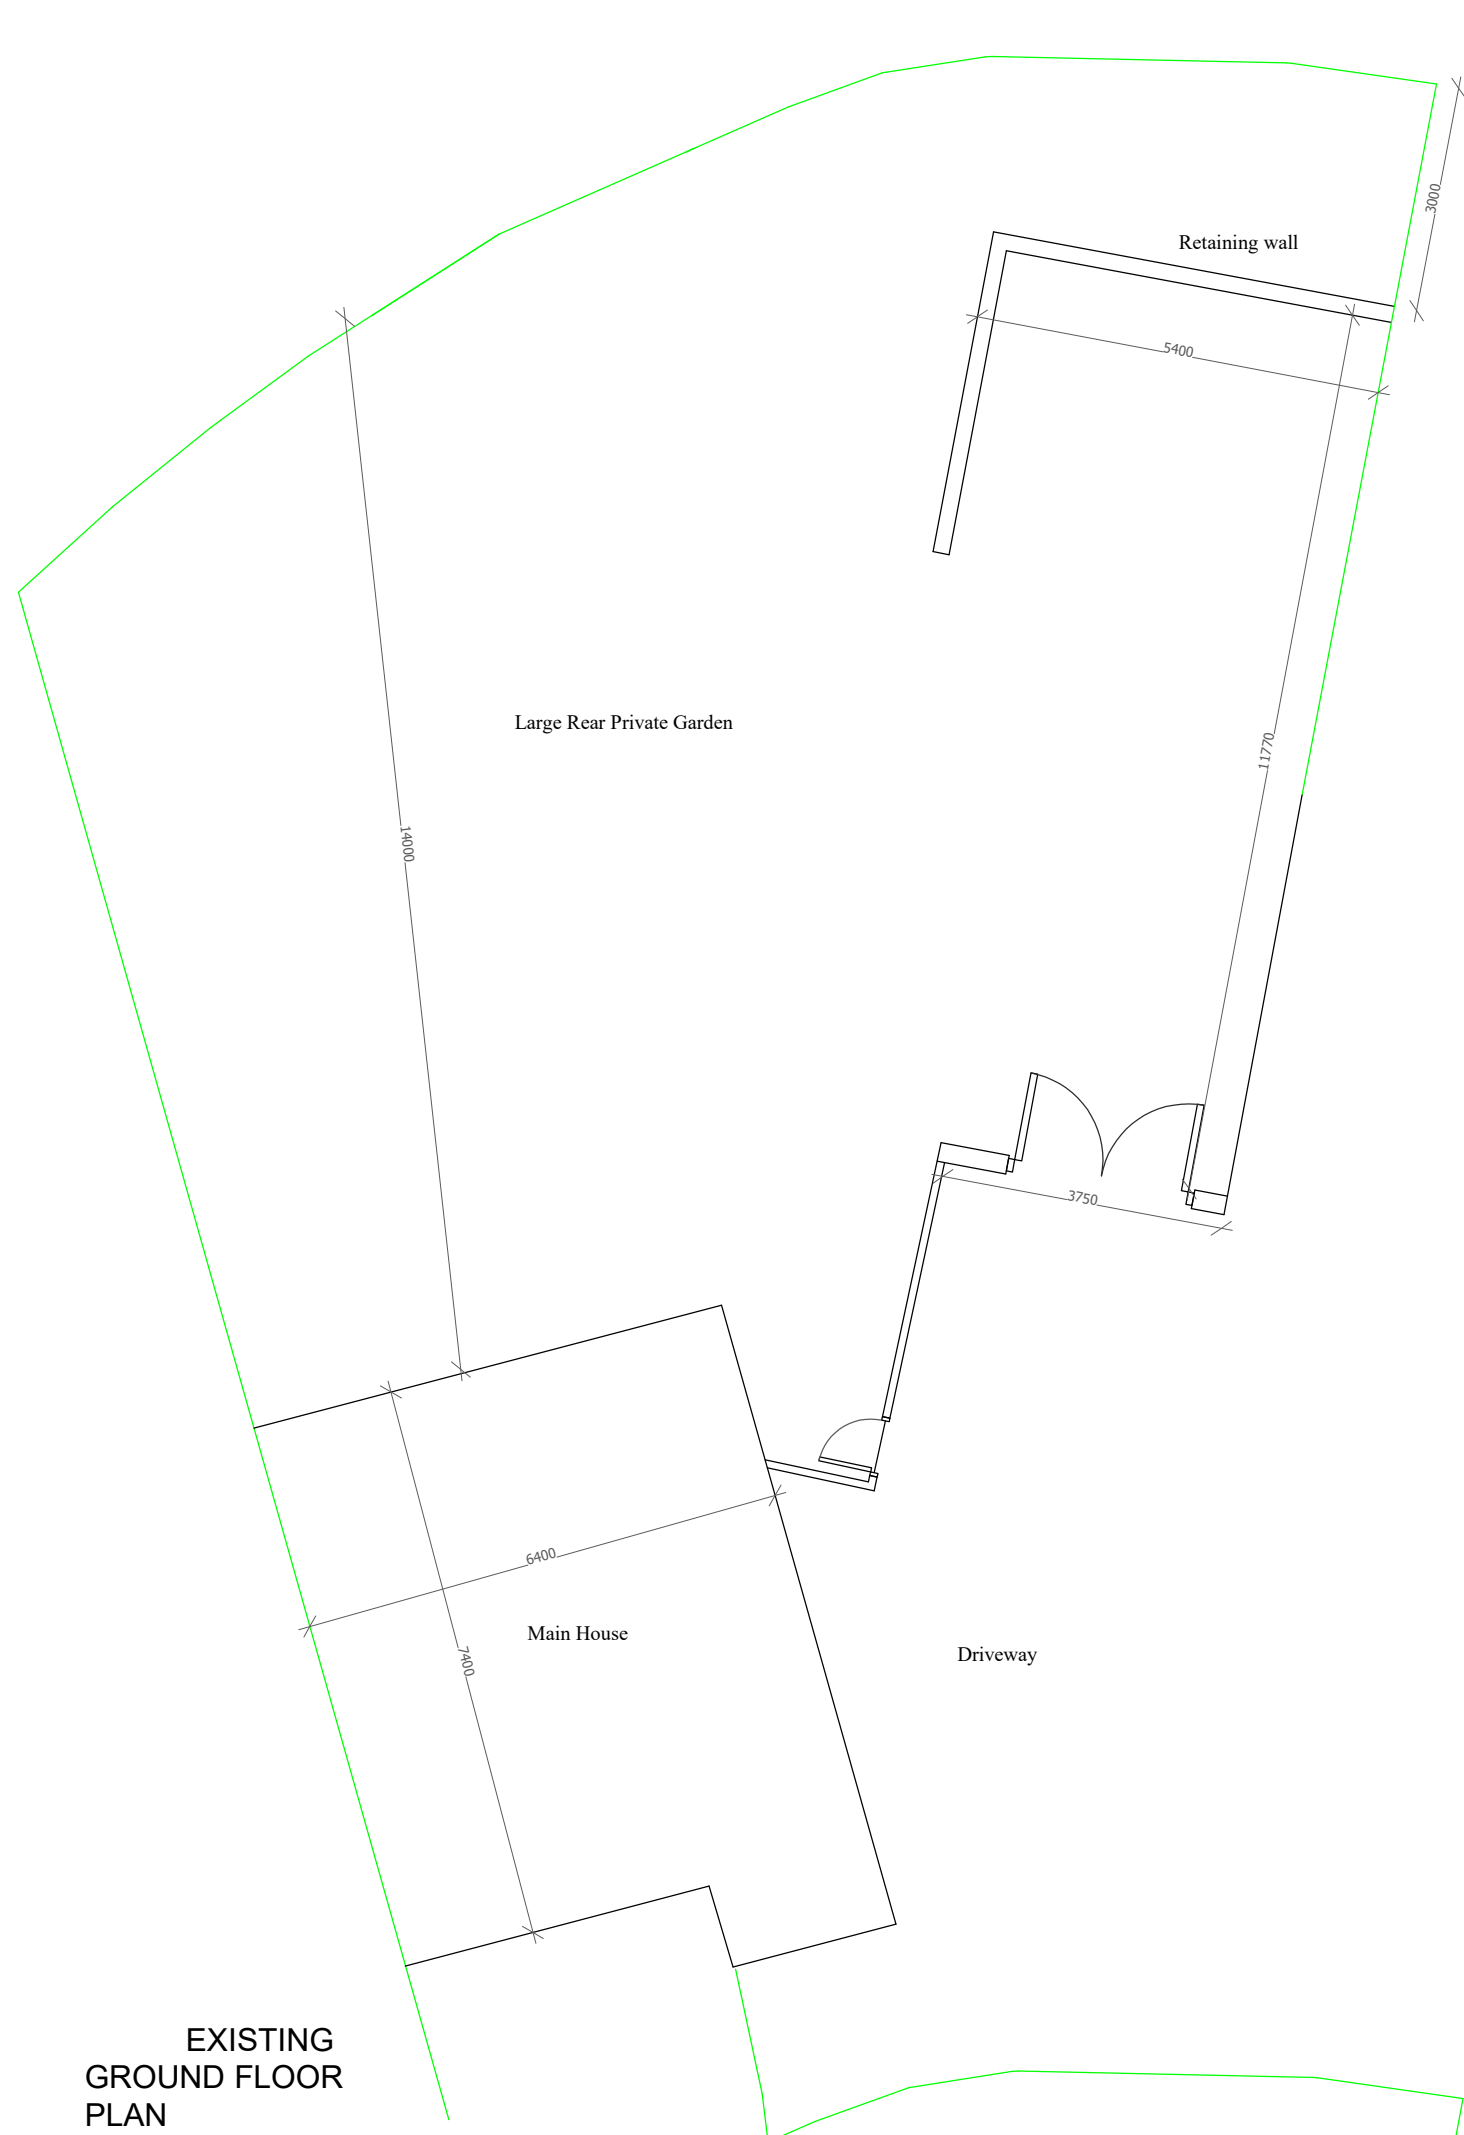 3000
Retaining wall
5400
Large Rear Private Garden
11770
14000
3750
6400
Main House
7400
Driveway
EXISTING
GROUND FLOOR
PLAN